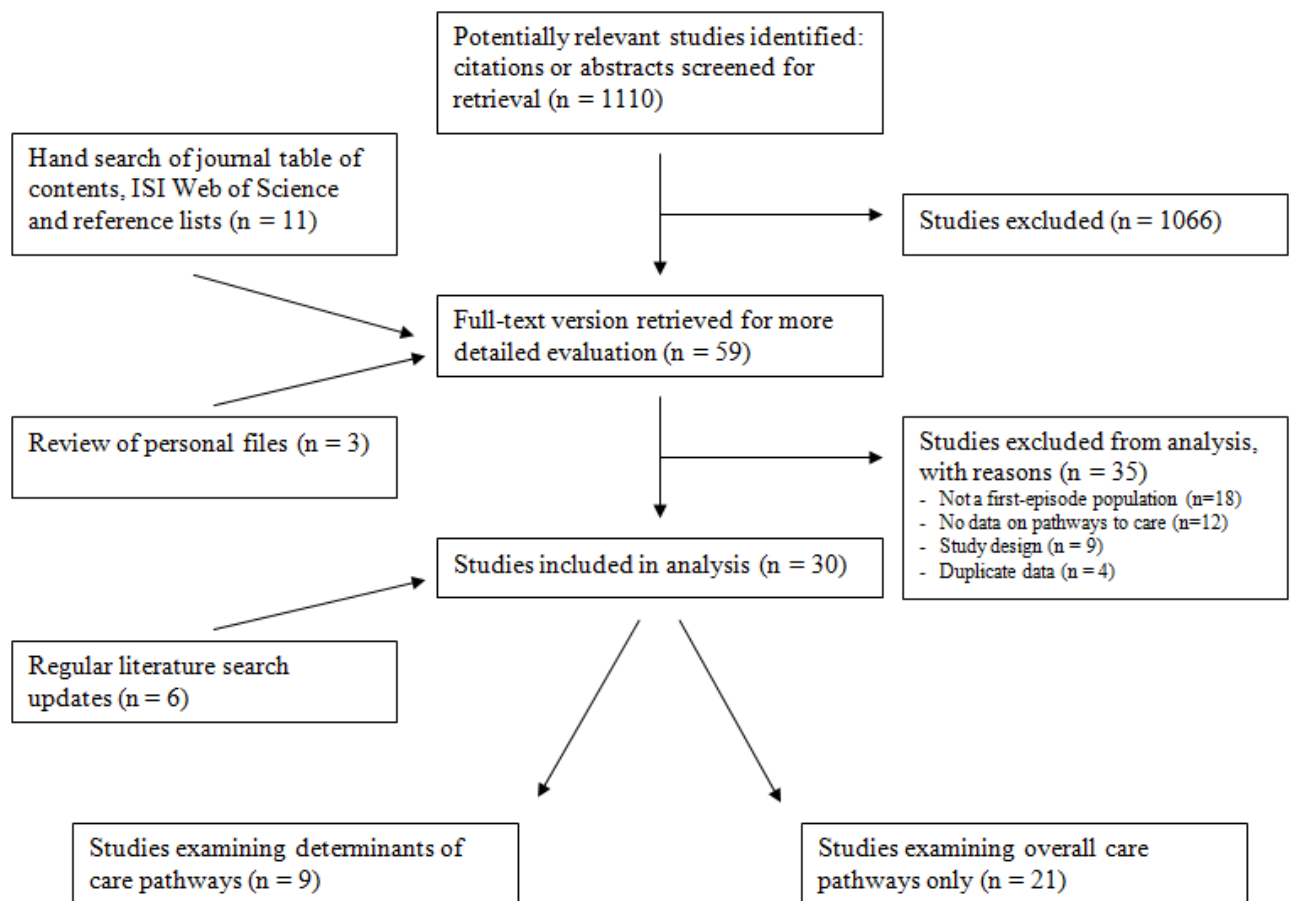 Potentially relevant studies identified:
citations or abstracts screened for
retrieval (n = 1110)
Hand search of journal table of
contents, ISI Web of Science
and reference lists (n = 11)
Studies excluded (n = 1066)
Full-text version retrieved for more
detailed evaluation (n = 59)
Review of personal files (n = 3)
Studies excluded from analysis,
with reasons (n = 35)
- Not a first-episode population (n=18)
- No data on pathways to care (n=12)
- Study design (n = 9)
- Duplicate data (n = 4)
Studies included in analysis (n = 30)
Regular literature search
updates (n = 6)
Studies examining determinants of
care pathways (n = 9)
Studies examining overall care
pathways only (n = 21)